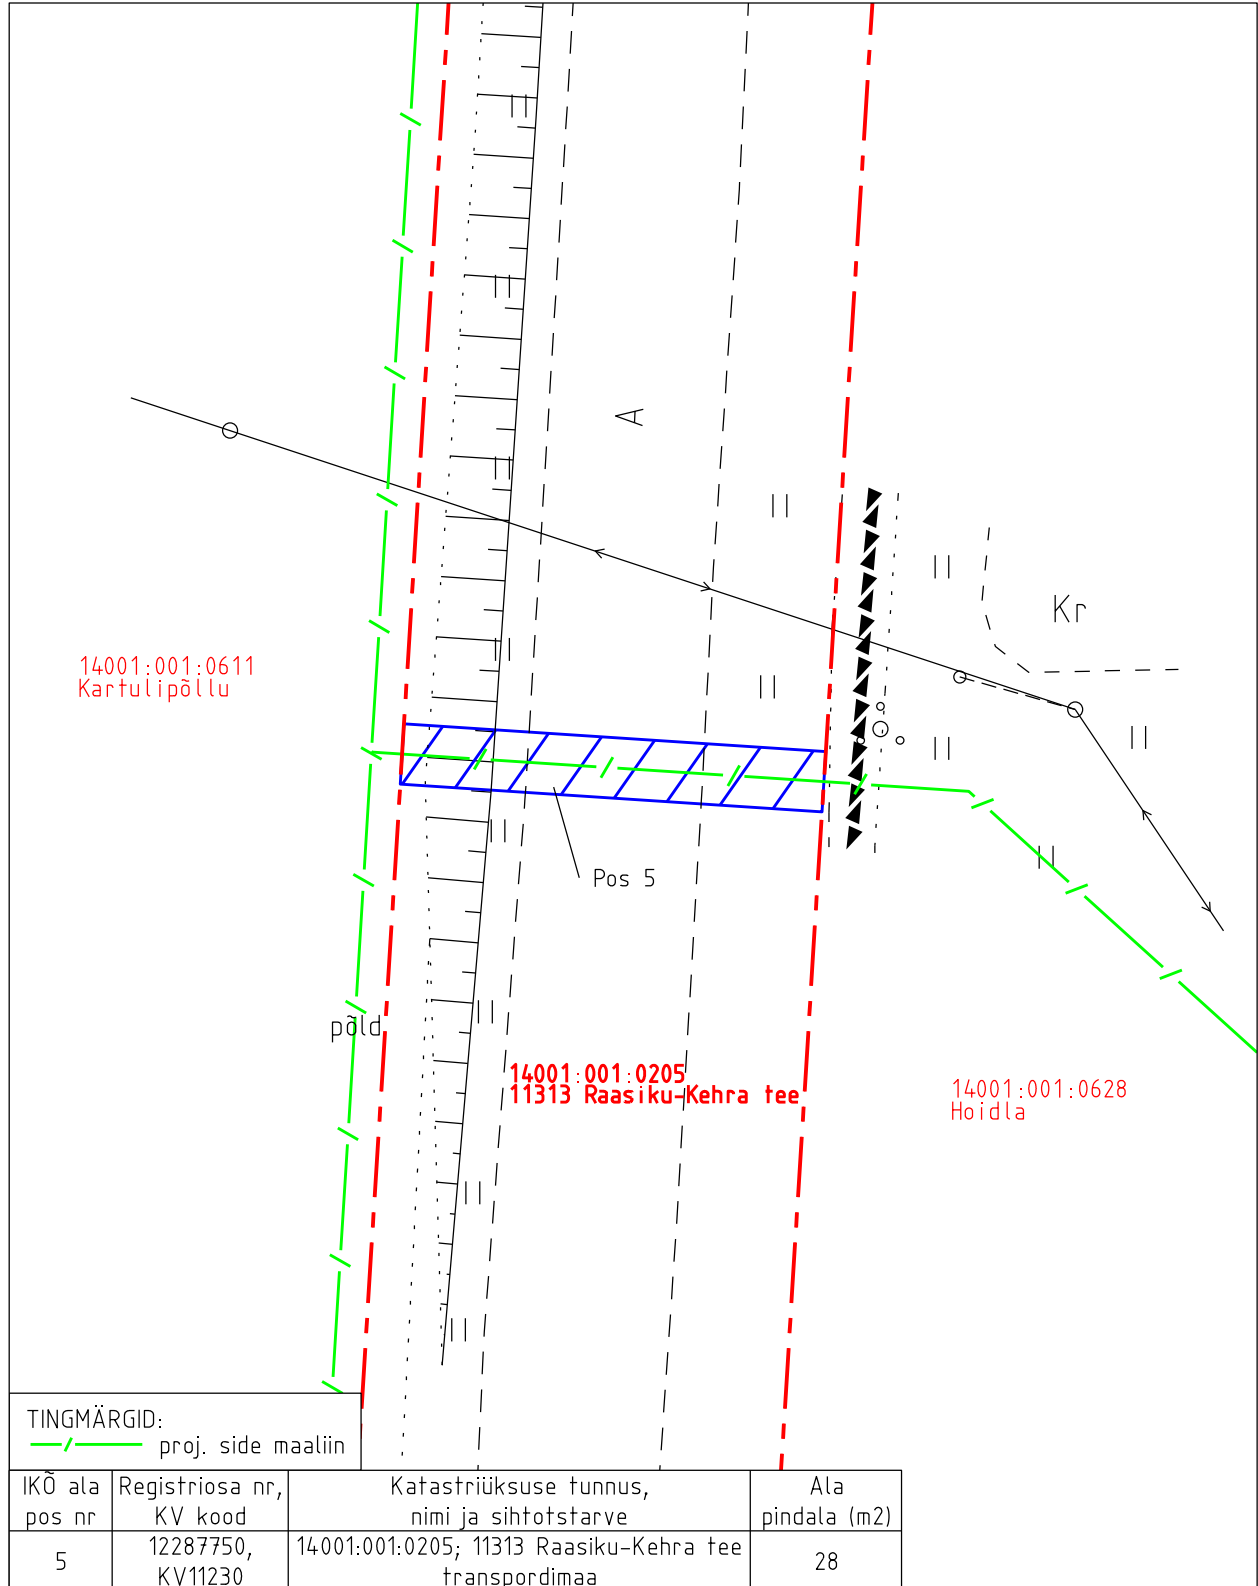 A
Kr
14001:001:0611
Kartulipõllu
Pos 5
põld
14001:001:0205
11313 Raasiku-Kehra tee
14001:001:0628
Hoidla
TINGMÄRGID:
proj. side maaliin
IKÕ ala
pos nr
Registriosa nr,
KV kood
Katastriüksuse tunnus,
nimi ja sihtotstarve
Ala
pindala (m2)
5
12287750,
KV11230
14001:001:0205; 11313 Raasiku-Kehra tee
transpordimaa
28